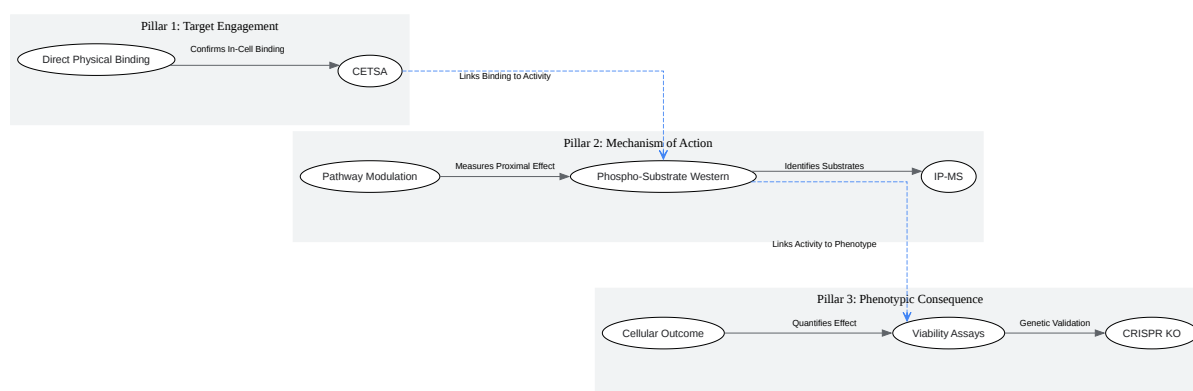 Pillar 1: Target Engagement
Confirms In-Cell Binding
Direct Physical Binding
CETSA
Links Binding to Activity
Pillar 2: Mechanism of Action
Measures Proximal Effect
Identifies Substrates
Pathway Modulation
Phospho-Substrate Western
IP-MS
Links Activity to Phenotype
Pillar 3: Phenotypic Consequence
Quantifies Effect
Genetic Validation
Cellular Outcome
Viability Assays
CRISPR KO